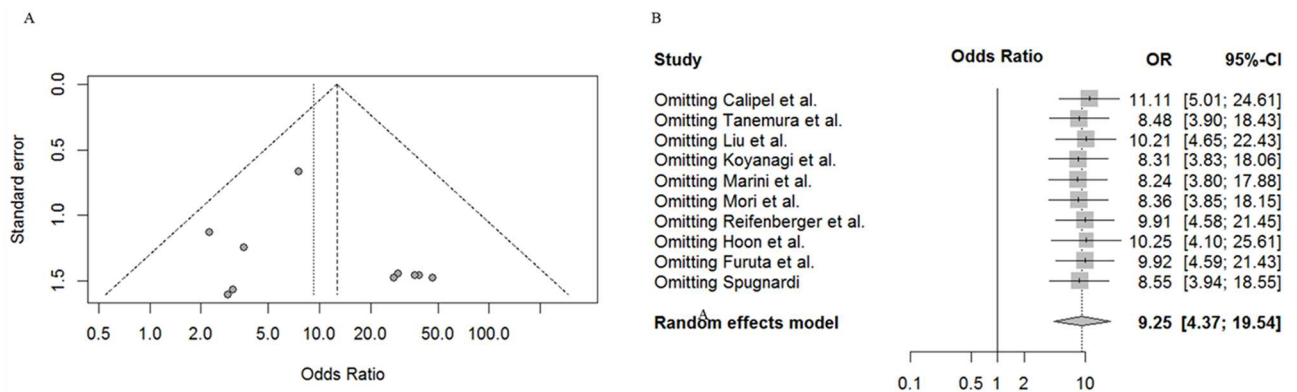 A
Standard error
0.0
0.5
1.0
1.5
0.5 1.0 2.0 5.0 10.0 20.0 50.0 100.0
Odds Ratio
B
Study Odds Ratio OR 95%-CI
Omitting Calipel et al. 11.11 [5.01; 24.61]
Omitting Tanemura et al. 8.48 [3.90; 18.43]
Omitting Liu et al. 10.21 [4.65; 22.43]
Omitting Koyanagi et al. 8.31 [3.83; 18.06]
Omitting Marini et al. 8.24 [3.80; 17.88]
Omitting Mori et al. 8.36 [3.85; 18.15]
Omitting Reifenberger et al. 9.91 [4.58; 21.45]
Omitting Hoon et al. 10.25 [4.10; 25.61]
Omitting Furuta et al. 9.92 [4.59; 21.43]
Omitting Spugnardi 8.55 [3.94; 18.55]
A
Random effects model 9.25 [4.37; 19.54]
0.1 0.5 1 2 10